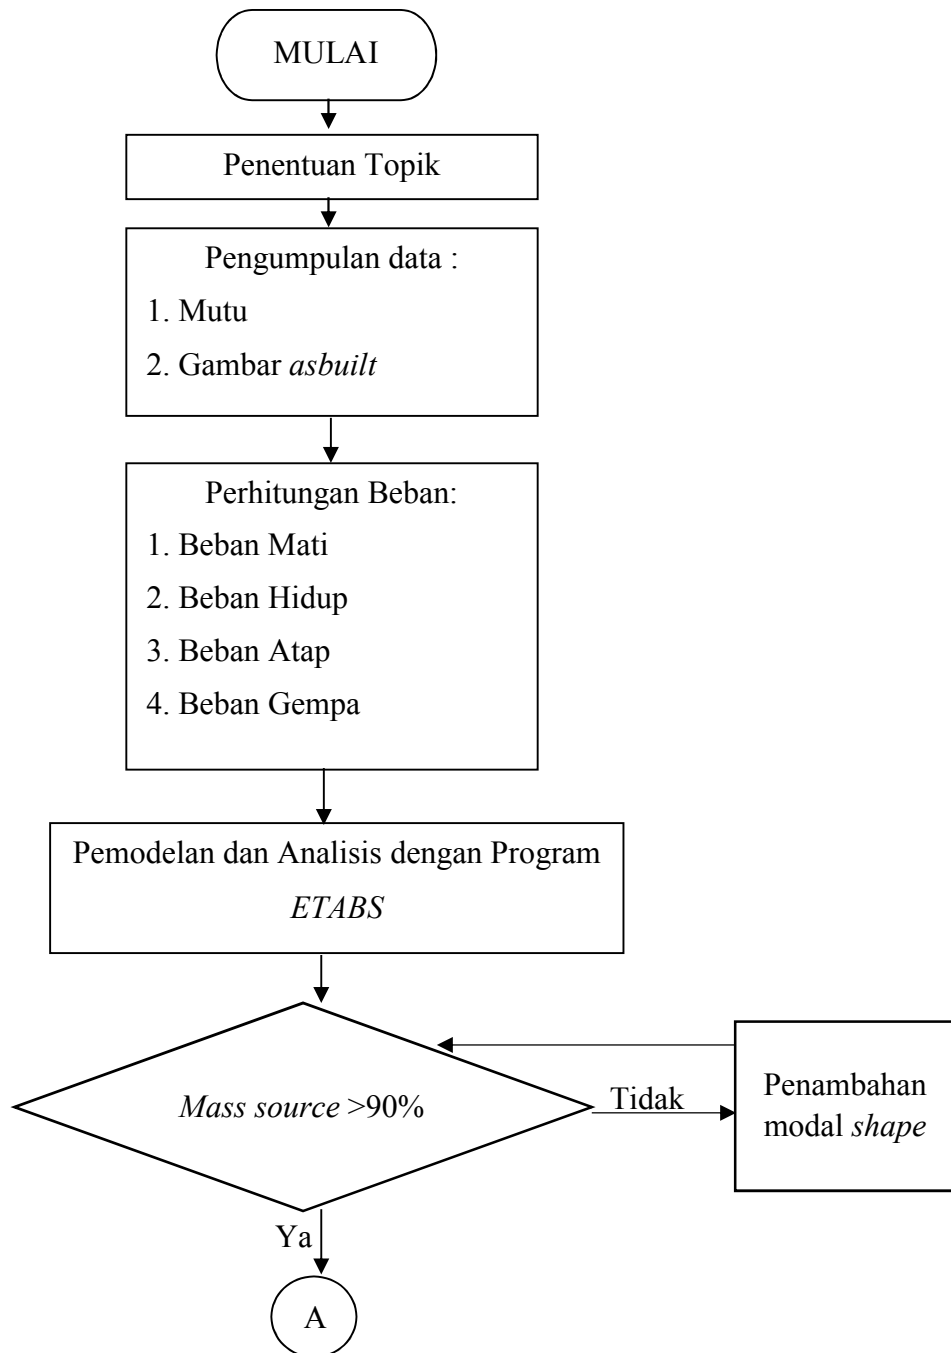 MULAI
Penentuan Topik
Pengumpulan data :
1. Mutu
2. Gambar asbuilt
Perhitungan Beban:
1. Beban Mati
2. Beban Hidup
3. Beban Atap
4. Beban Gempa
Pemodelan dan Analisis dengan Program
ETABS
Mass source >90%
Tidak
Penambahan
modal shape
Ya
A